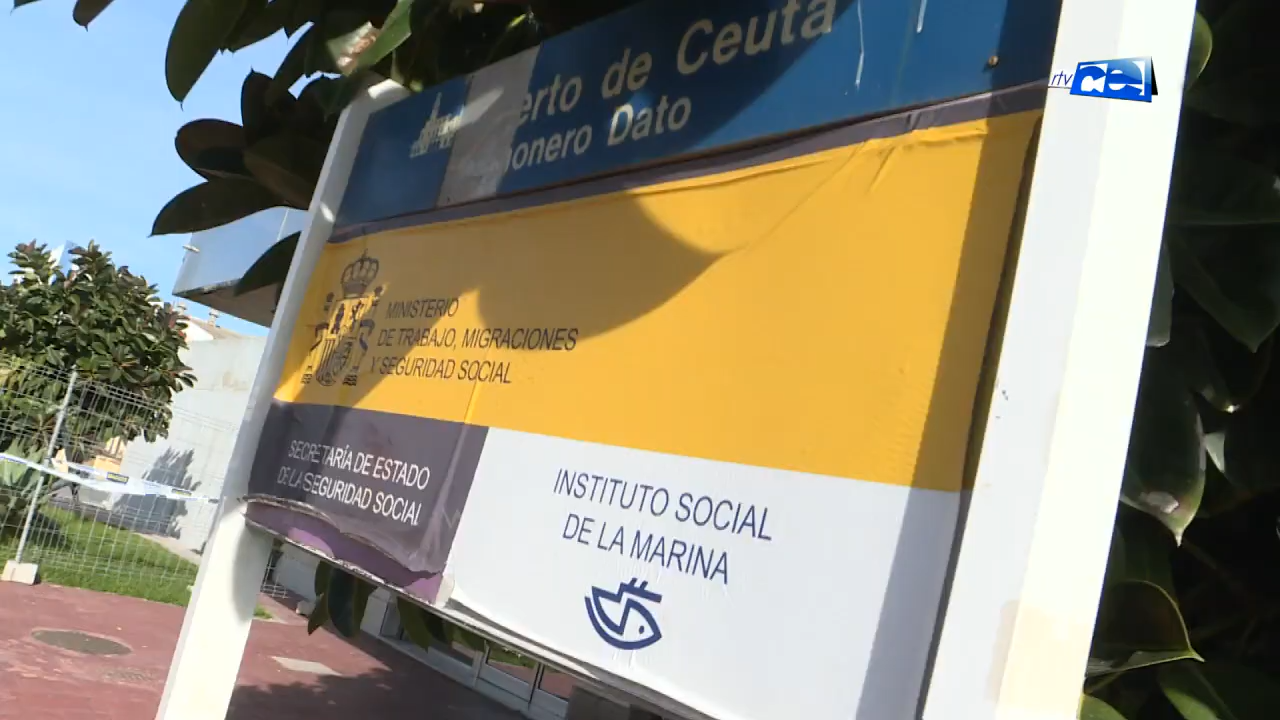 erto de Ceuta
onero Dato
rtv ce
MINISTERIO
DE TRABAJO, MIGRACIONES
Y SEGURIDAD SOCIAL
SECRETARÍA DE ESTADO
DE LA SEGURIDAD SOCIAL
INSTITUTO SOCIAL
DE LA MARINA